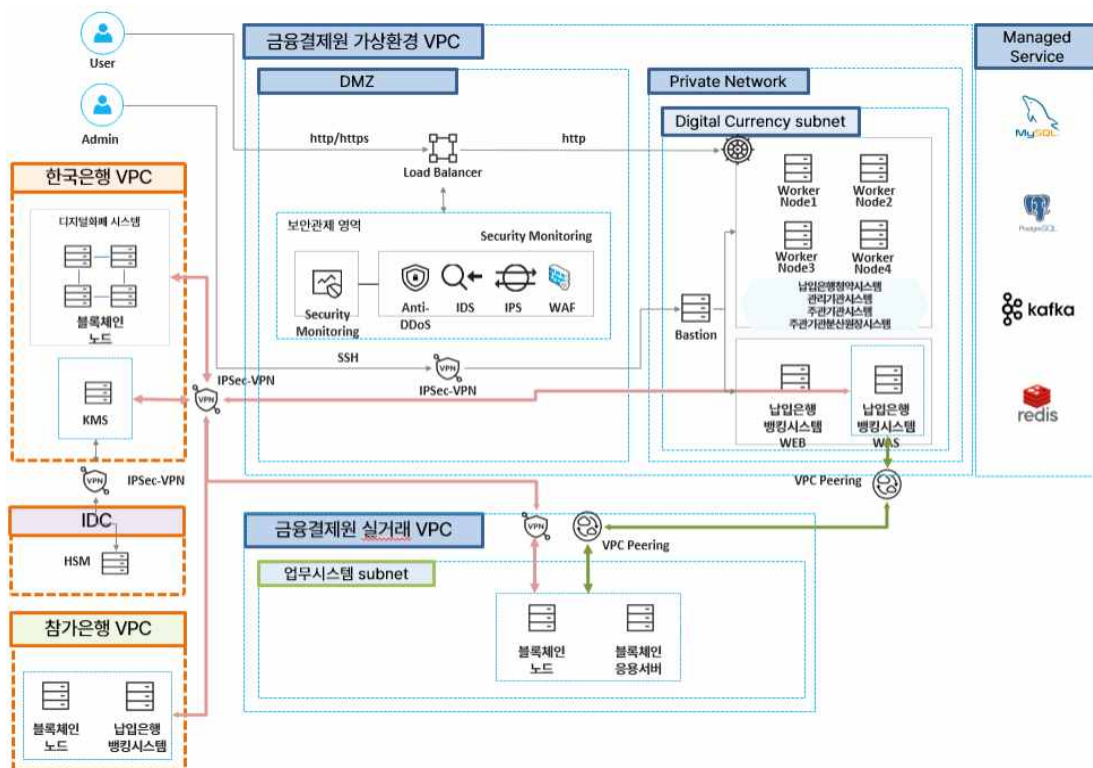 User
Admin
금융결제원 가상환경 VPC
Managed
Service
DMZ
Private Network
Digital Currency subnet
http/https
http
Load Balancer
MySQL
Worker
Node1
Worker
Node2
Worker
Node3
Worker
Node4
PostgreSQL
kafka
redis
한국은행 VPC
디지털화폐 시스템
블록체인
노드
KMS
보안관제 영역
Security Monitoring
Security
Monitoring
Anti-
DDoS
IDS
IPS
WAF
납입은행청약시스템
관리기관시스템
주관기관시스템
주관기관분산원장시스템
Bastion
SSH
VPN
IPSec-VPN
VPN
IPSec-VPN
납입은행
뱅킹시스템
WEB
납입은행
뱅킹시스템
WAS
VPC Peering
VPN
IPSec-VPN
IDC
HSM
금융결제원 실거래 VPC
VPN
VPC Peering
업무시스템 subnet
블록체인
노드
블록체인
응용서버
참가은행 VPC
블록체인
노드
납입은행
뱅킹시스템